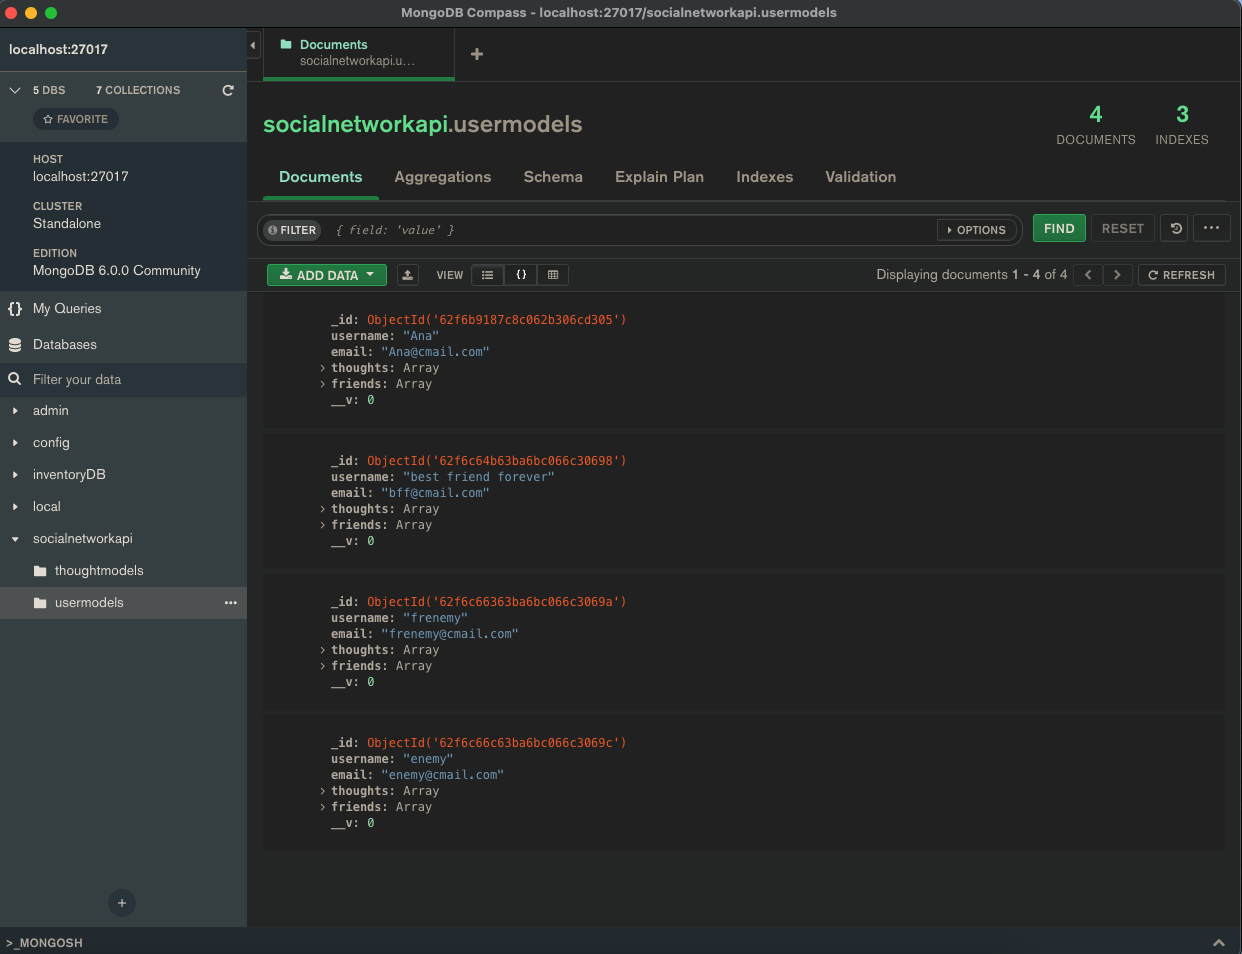 MongoDB Compass - localhost:27017/socialnetworkapi.usermodels
localhost:27017
5 DBS 7 COLLECTIONS
FAVORITE
HOST
localhost:27017
CLUSTER
Standalone
EDITION
MongoDB 6.0.0 Community
{} My Queries
Databases
Filter your data
admin
config
inventoryDB
local
socialnetworkapi
thoughtmodels
usermodels
Documents
socialnetworkapi.u...
socialnetworkapi.usermodels
4
DOCUMENTS
3
INDEXES
Documents Aggregations Schema Explain Plan Indexes Validation
FILTER { field: 'value' } OPTIONS FIND RESET
ADD DATA VIEW {} Displaying documents 1 - 4 of 4 REFRESH
_id: ObjectId('62f6b9187c8c062b306cd305')
username: "Ana"
email: "Ana@cmail.com"
thoughts: Array
friends: Array
__v: 0
_id: ObjectId('62f6c64b63ba6bc066c30698')
username: "best friend forever"
email: "bff@cmail.com"
thoughts: Array
friends: Array
__v: 0
_id: ObjectId('62f6c66363ba6bc066c3069a')
username: "frenemy"
email: "frenemy@cmail.com"
thoughts: Array
friends: Array
__v: 0
_id: ObjectId('62f6c66c63ba6bc066c3069c')
username: "enemy"
email: "enemy@cmail.com"
thoughts: Array
friends: Array
__v: 0
>_MONGOSH